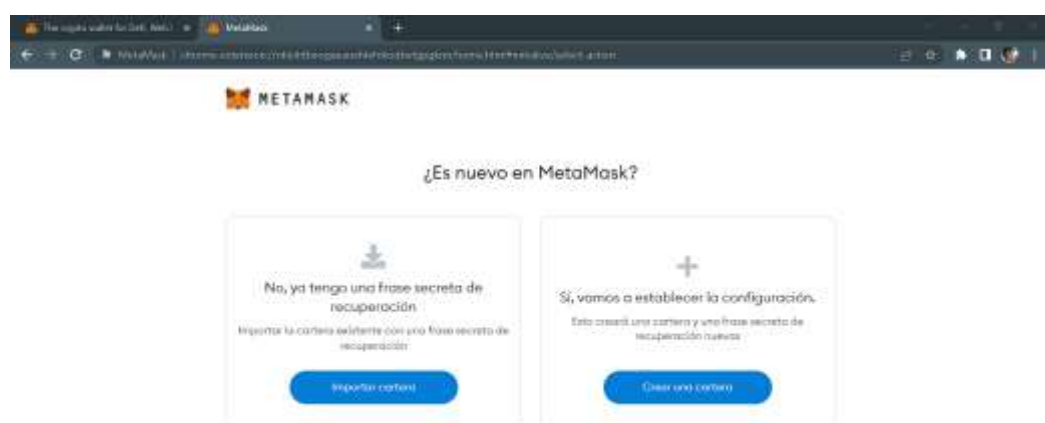 MetaMask
MetaMask
METAMASK
¿Es nuevo en MetaMask?
No, ya tengo una frase secreta de
recuperación
Importar la cartera existente con una frase secreta de
recuperación
Importar cartera
Sí, vamos a establecer la configuración.
Esto creará una cartera y una frase secreta de
recuperación nuevas
Crear una cartera